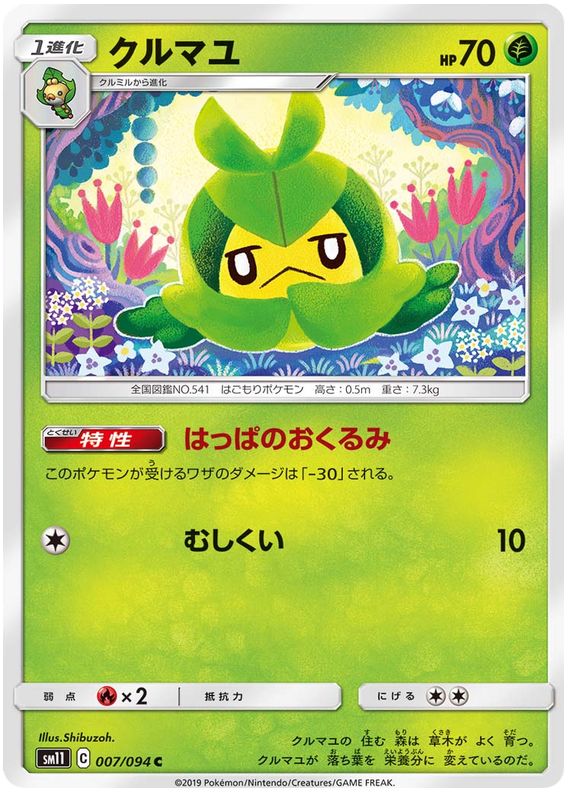 1進化
クルマユ
HP70
クルミルから進化
全国図鑑NO.541 はごもりポケモン 高さ：0.5m 重さ：7.3kg
とくせい
特性 はっぱのおくるみ
このポケモンが受けるワザのダメージは「-30」される。
むしくい 10
弱点 ×2 抵抗力 にげる
Illus.Shibuzoh.
SM11 C 007/094 C
クルマユの 住む 森は 草木が よく 育つ。
クルマユが 落ち葉を 栄養分に 変えているのだ。
©2019 Pokémon/Nintendo/Creatures/GAME FREAK.